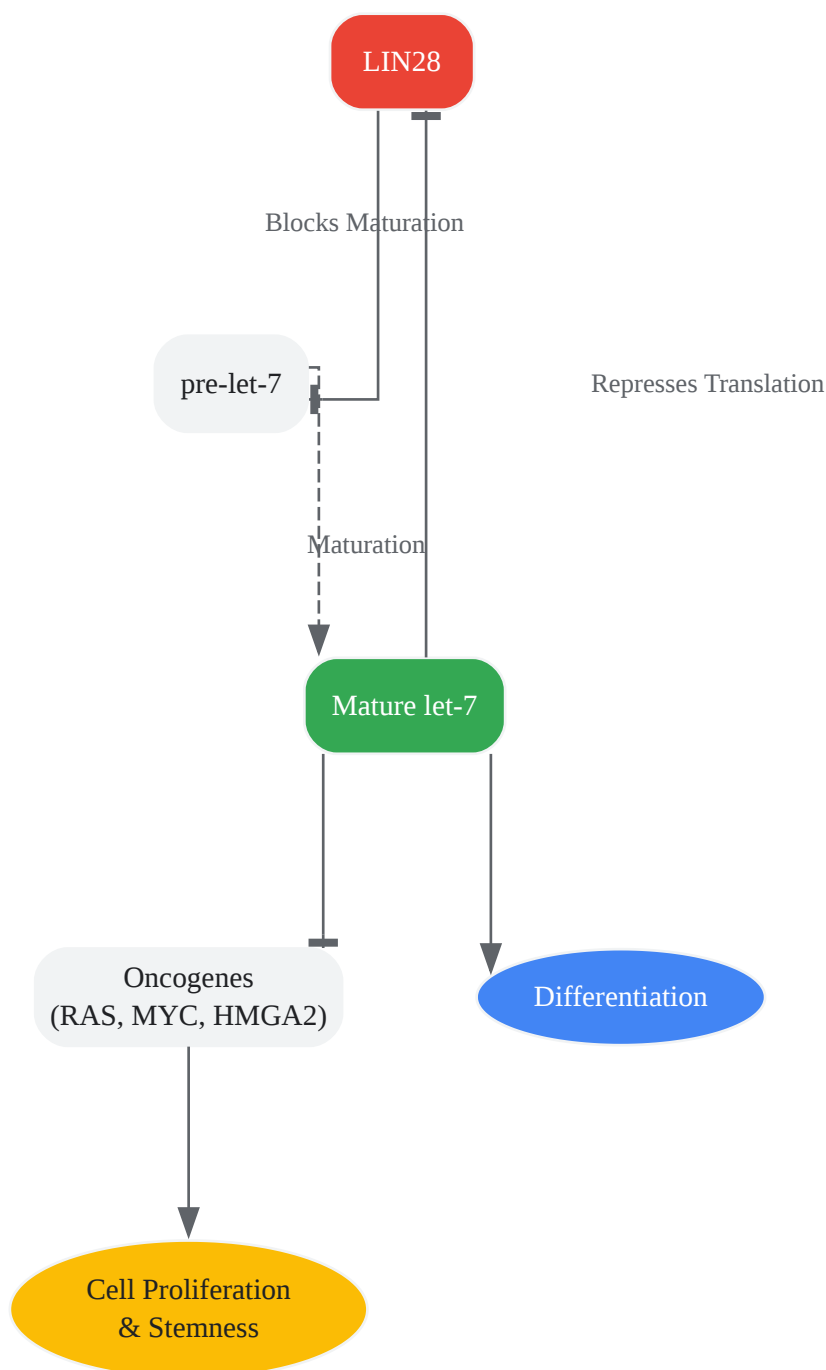 LIN28
Blocks Maturation
pre-let-7
Represses Translation
Maturation
Mature let-7
Oncogenes
(RAS, MYC, HMGA2)
Differentiation
Cell Proliferation
& Stemness